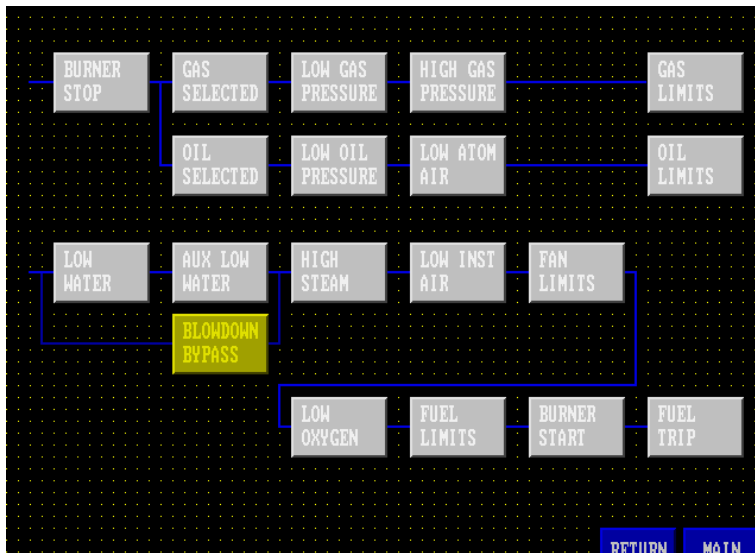 BURNER
STOP
GAS
SELECTED
LOW GAS
PRESSURE
HIGH GAS
PRESSURE
GAS
LIMITS
OIL
SELECTED
LOW OIL
PRESSURE
LOW ATOM
AIR
OIL
LIMITS
LOW
WATER
AUX LOW
WATER
HIGH
STEAM
LOW INST
AIR
FAN
LIMITS
BLOWDOWN
BYPASS
LOW
OXYGEN
FUEL
LIMITS
BURNER
START
FUEL
TRIP
RETURN
MAIN